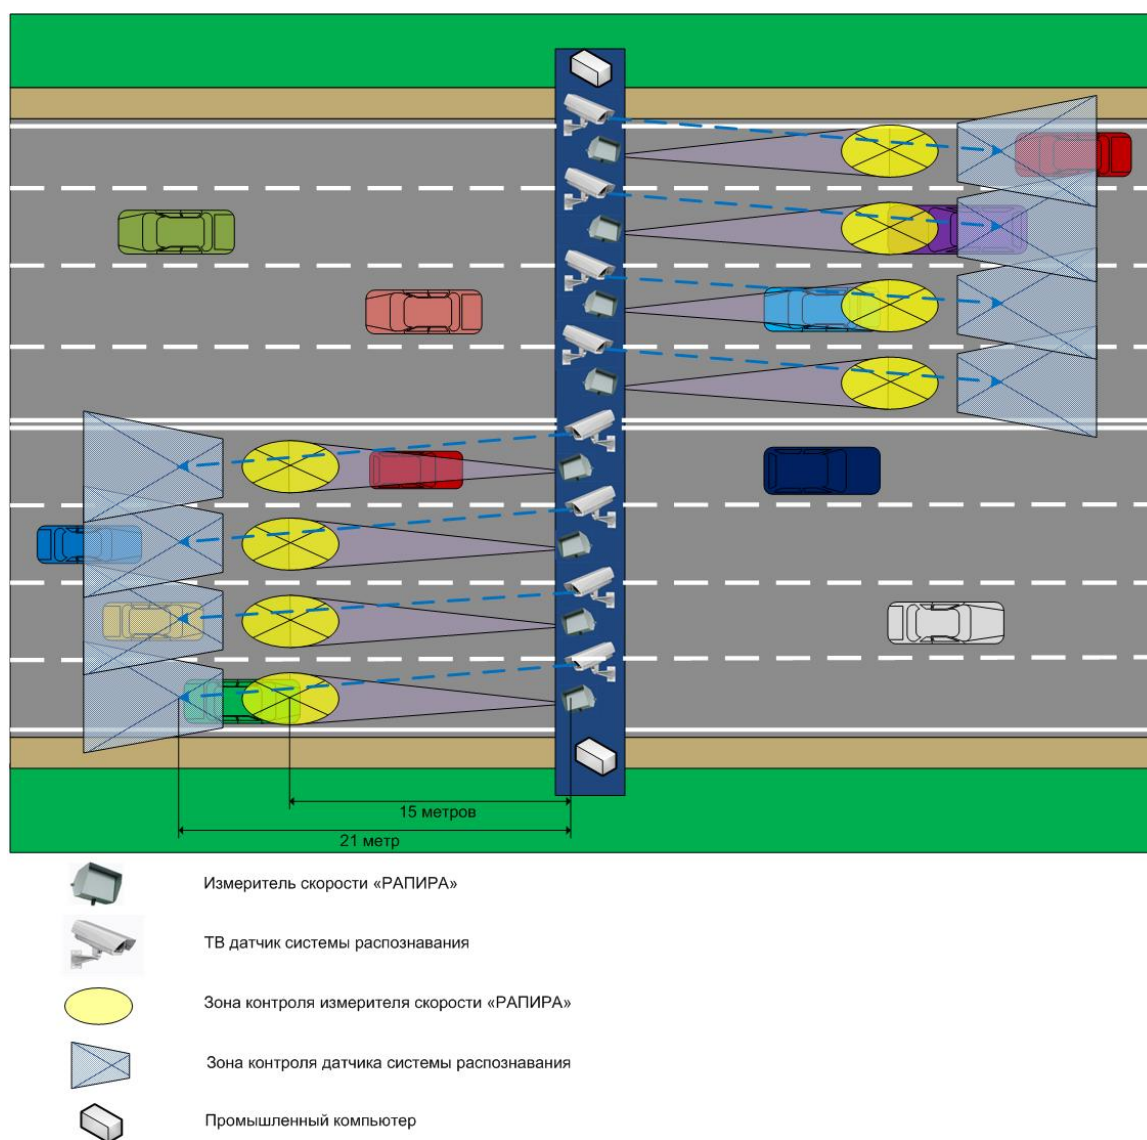 15 метров
21 метр
Измеритель скорости «РАПИРА»
ТВ датчик системы распознавания
Зона контроля измерителя скорости «РАПИРА»
Зона контроля датчика системы распознавания
Промышленный компьютер